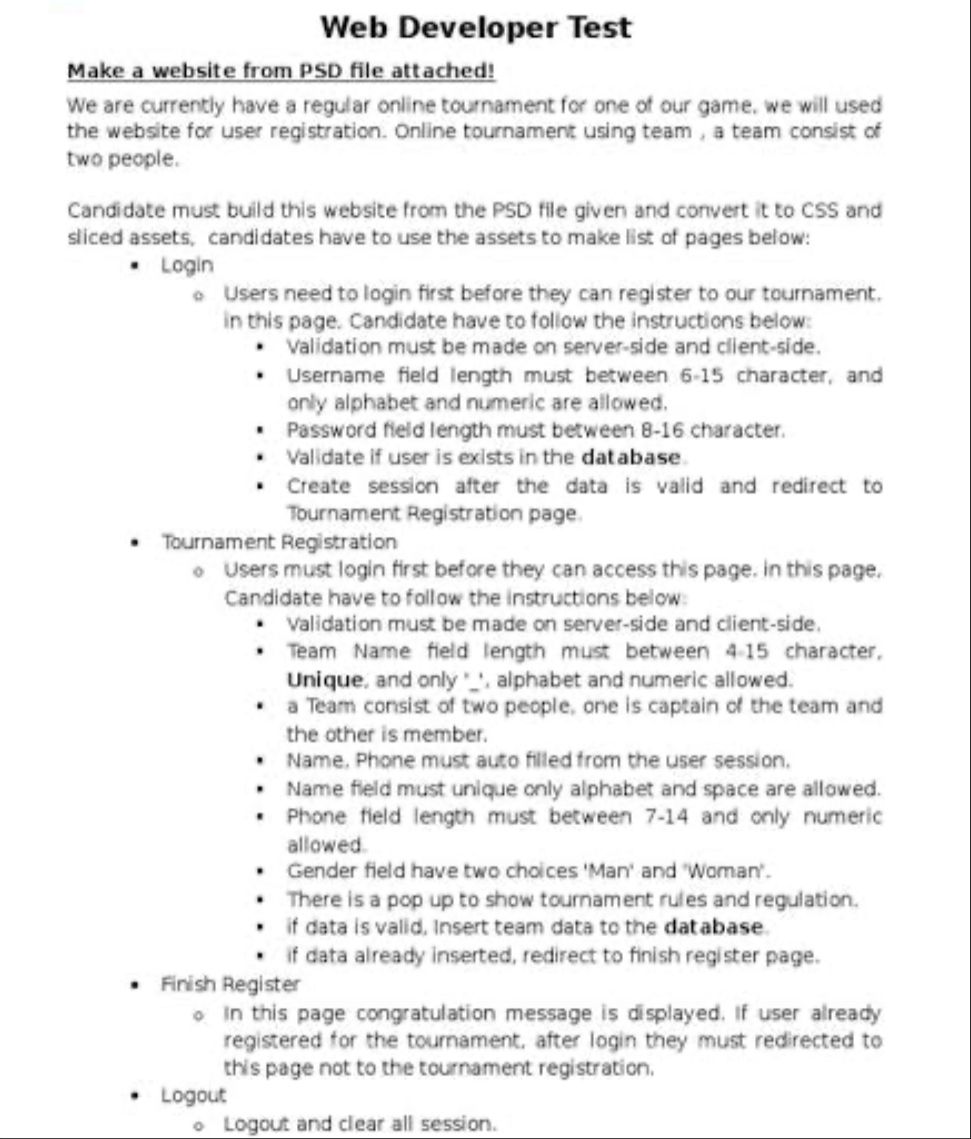 Web Developer Test
Make a website from PSD file attached!
We are currently have a regular online tournament for one of our game, we will used
the website for user registration. Online tournament using team , a team consist of
two people.
Candidate must build this website from the PSD file given and convert it to CSS and
sliced assets, candidates have to use the assets to make list of pages below:
• Login
o Users need to login first before they can register to our tournament.
in this page. Candidate have to follow the instructions below:
▪ Validation must be made on server-side and client-side.
▪ Username field length must between 6-15 character, and
only alphabet and numeric are allowed.
▪ Password field length must between 8-16 character.
▪ Validate if user is exists in the database.
▪ Create session after the data is valid and redirect to
Tournament Registration page.
• Tournament Registration
o Users must login first before they can access this page. in this page,
Candidate have to follow the instructions below:
▪ Validation must be made on server-side and client-side.
▪ Team Name field length must between 4-15 character,
Unique, and only '_', alphabet and numeric allowed.
▪ a Team consist of two people, one is captain of the team and
the other is member.
▪ Name, Phone must auto filled from the user session.
▪ Name field must unique only alphabet and space are allowed.
▪ Phone field length must between 7-14 and only numeric
allowed.
▪ Gender field have two choices 'Man' and 'Woman'.
▪ There is a pop up to show tournament rules and regulation.
▪ if data is valid, Insert team data to the database.
▪ if data already inserted, redirect to finish register page.
• Finish Register
o In this page congratulation message is displayed. If user already
registered for the tournament, after login they must redirected to
this page not to the tournament registration.
• Logout
o Logout and clear all session.